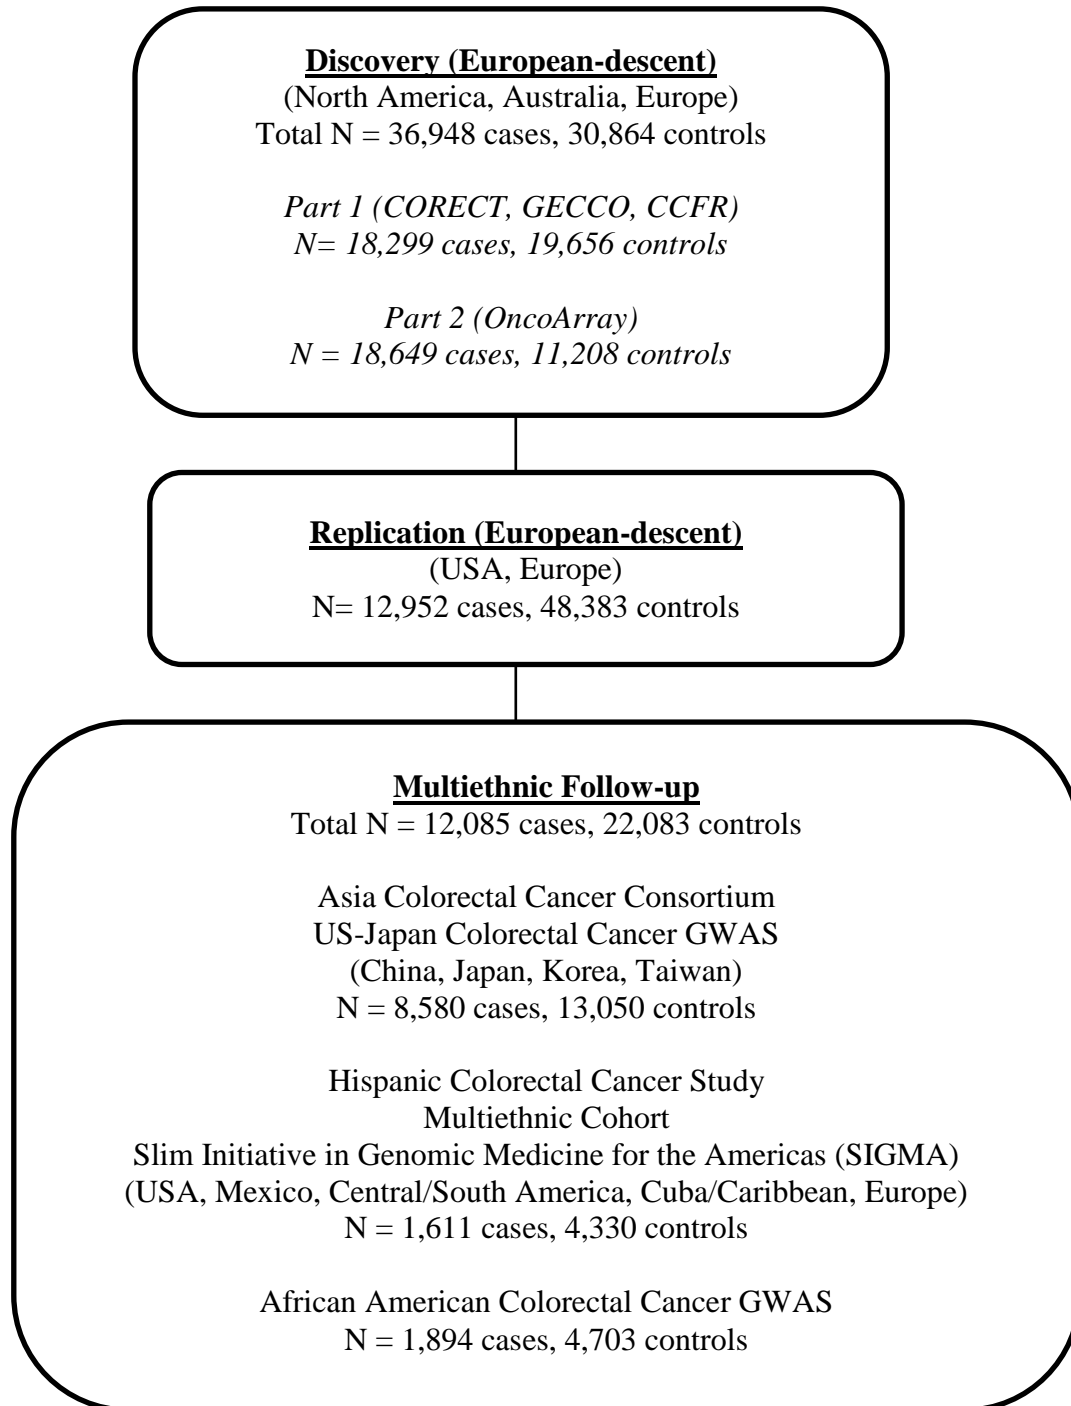 Discovery (European-descent)
(North America, Australia, Europe)
Total N = 36,948 cases, 30,864 controls
Part 1 (CORECT, GECCO, CCFR)
N= 18,299 cases, 19,656 controls
Part 2 (OncoArray)
N = 18,649 cases, 11,208 controls
Replication (European-descent)
(USA, Europe)
N= 12,952 cases, 48,383 controls
Multiethnic Follow-up
Total N = 12,085 cases, 22,083 controls
Asia Colorectal Cancer Consortium
US-Japan Colorectal Cancer GWAS
(China, Japan, Korea, Taiwan)
N = 8,580 cases, 13,050 controls
Hispanic Colorectal Cancer Study
Multiethnic Cohort
Slim Initiative in Genomic Medicine for the Americas (SIGMA)
(USA, Mexico, Central/South America, Cuba/Caribbean, Europe)
N = 1,611 cases, 4,330 controls
African American Colorectal Cancer GWAS
N = 1,894 cases, 4,703 controls